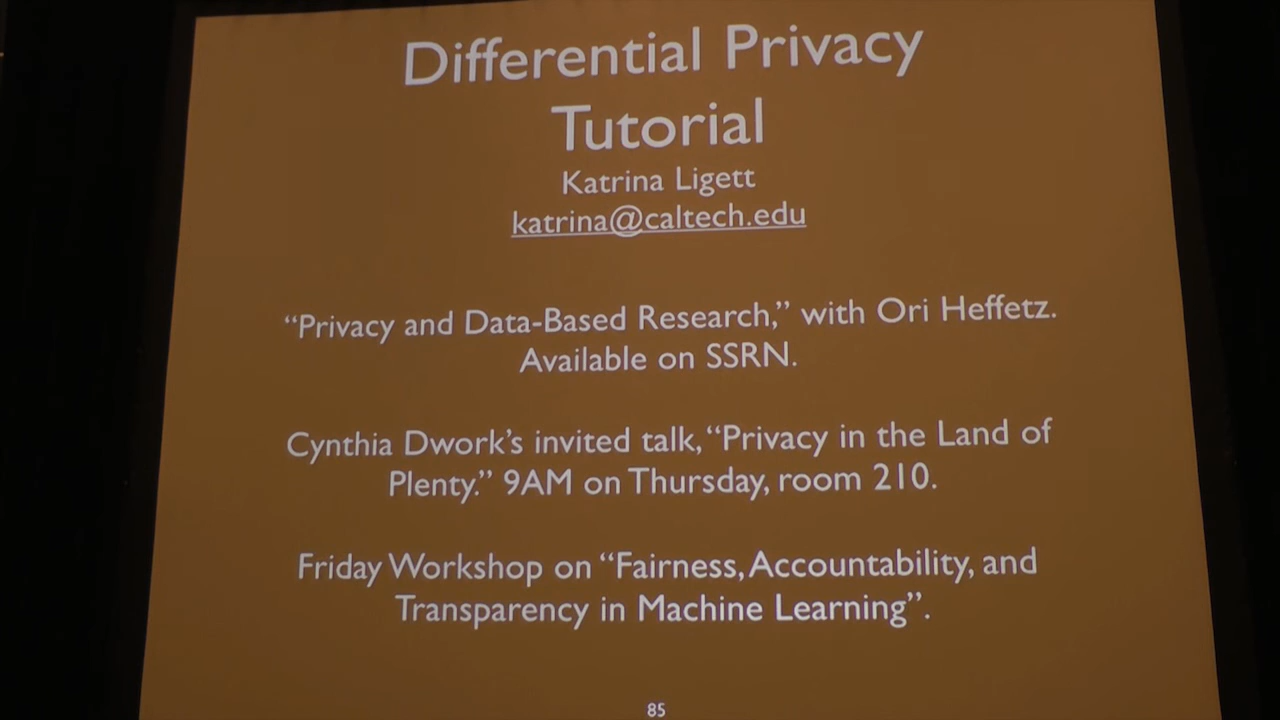 Differential Privacy
Tutorial
Katrina Ligett
katrina@caltech.edu
“Privacy and Data-Based Research,” with Ori Heffetz.
Available on SSRN.
Cynthia Dwork’s invited talk, “Privacy in the Land of
Plenty.” 9AM on Thursday, room 210.
Friday Workshop on “Fairness, Accountability, and
Transparency in Machine Learning”.
85